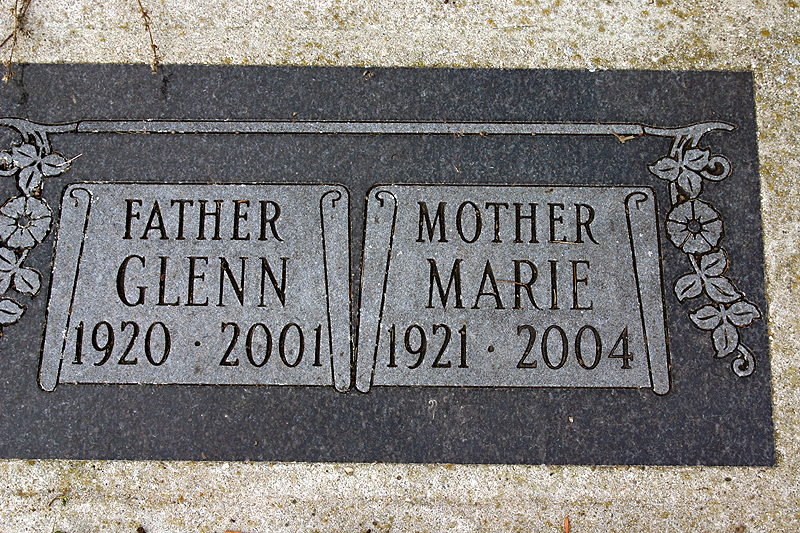 FATHER
GLENN
1920 · 2001
MOTHER
MARIE
1921 · 2004